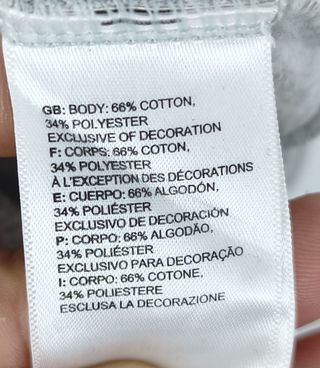 GB: BODY: 66% COTTON,
34% POLYESTER
EXCLUSIVE OF DECORATION
F: CORPS: 66% COTON,
34% POLYESTER
À L'EXCEPTION DES DÉCORATIONS
E: CUERPO: 66% ALGODÓN,
34% POLIÉSTER
EXCLUSIVO DE DECORACIÓN
P: CORPO: 66% ALGODÃO,
34% POLIÉSTER
EXCLUSIVO PARA DECORAÇÃO
I: CORPO: 66% COTONE,
34% POLIESTERE
ESCLUSA LA DECORAZIONE